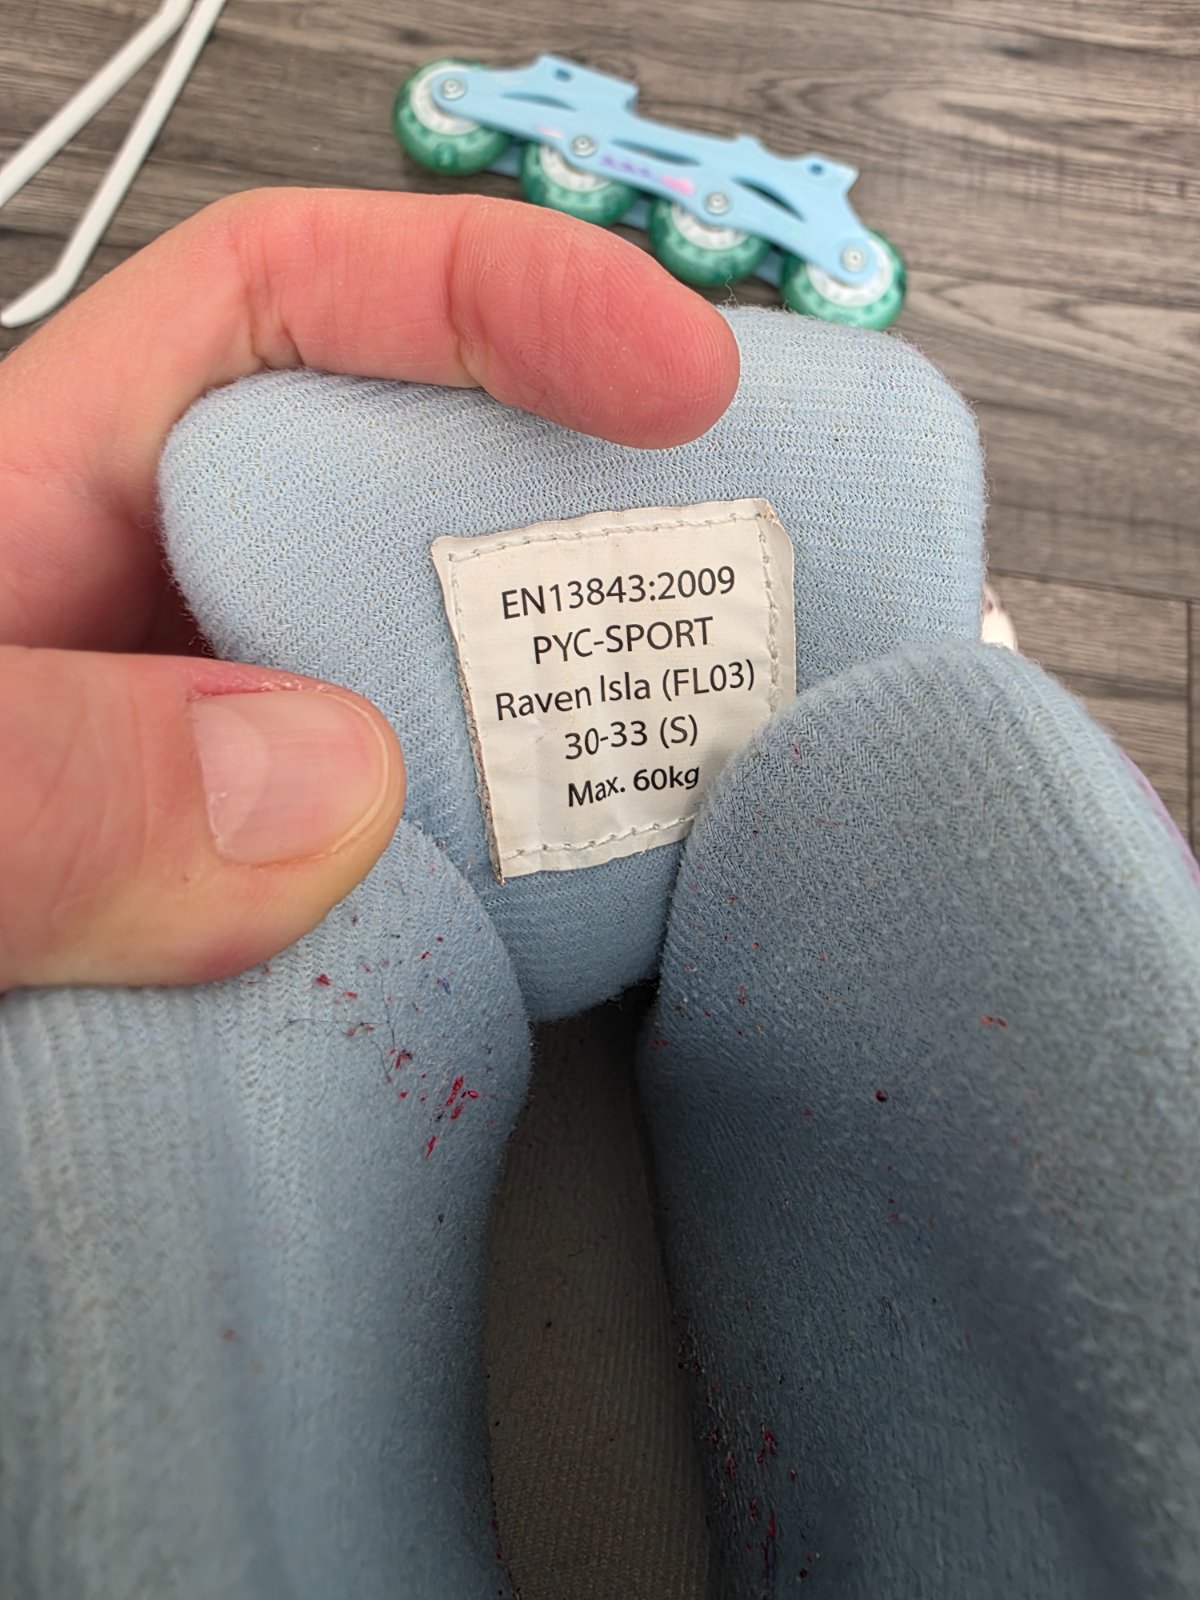 EN13843:2009
PYC-SPORT
Raven Isla (FL03)
30-33 (S)
Max. 60kg